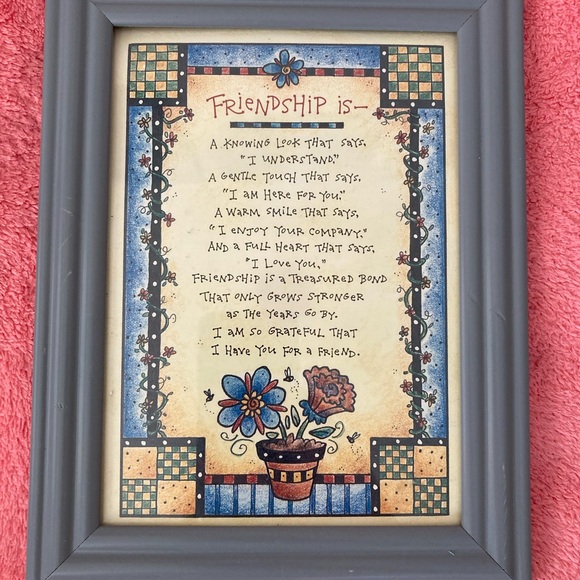 Friendship is—
A knowing look that says,
"I understand."
A gentle touch that says,
"I am here for you."
A warm smile that says,
"I enjoy your company."
And a full heart that says,
"I love you."
Friendship is a treasured bond
that only grows stronger
as the years go by.
I am so grateful that
I have you for a friend.